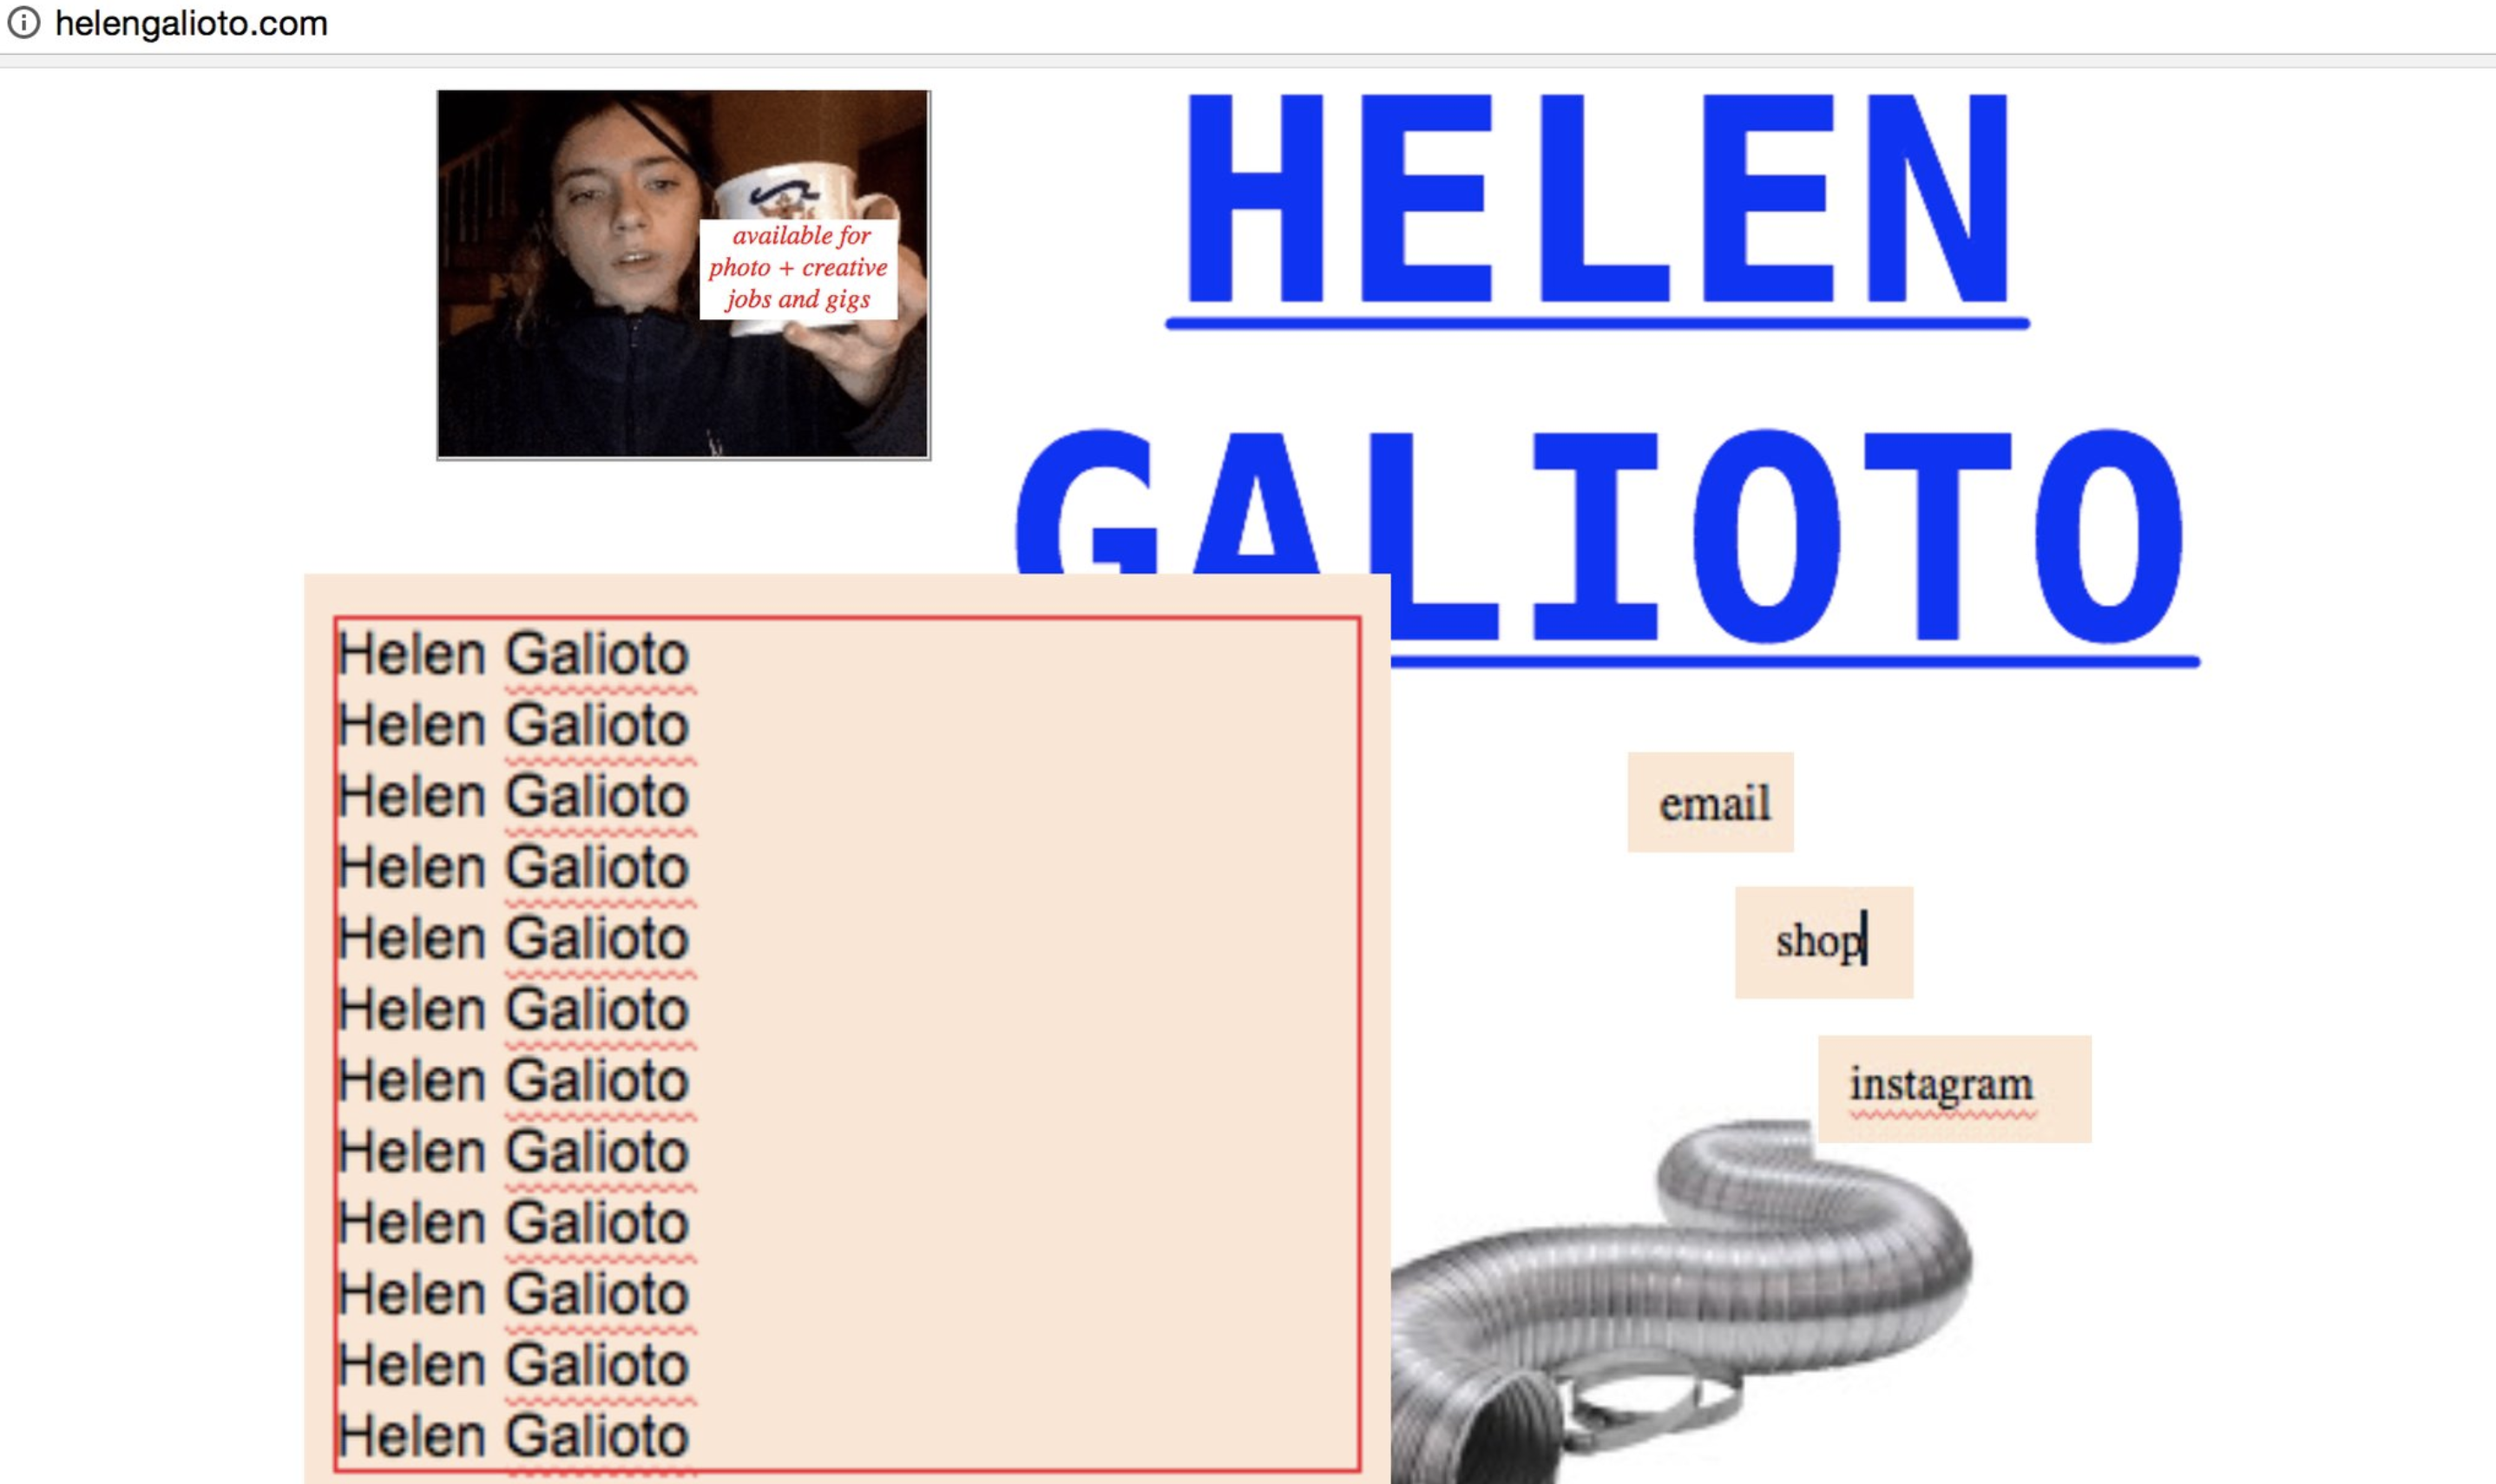 helengalioto.com
available for
photo + creative
jobs and gigs
HELEN
GALIOTO
Helen Galioto
Helen Galioto
Helen Galioto
Helen Galioto
Helen Galioto
Helen Galioto
Helen Galioto
Helen Galioto
Helen Galioto
Helen Galioto
Helen Galioto
Helen Galioto
email
shop
instagram